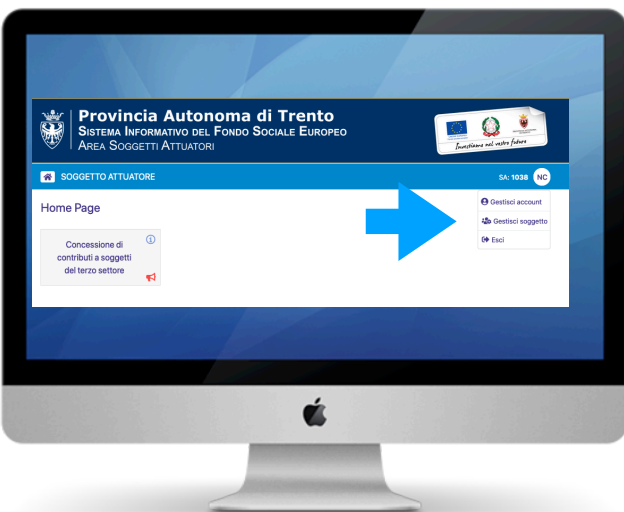 Provincia Autonoma di Trento
SISTEMA INFORMATIVO DEL FONDO SOCIALE EUROPEO
AREA SOGGETTI ATTUATORI
Investiamo nel vostro futuro
SOGGETTO ATTUATORE
SA: 1038 NC
Home Page
Gestisci account
Gestisci soggetto
Esci
Concessione di
contributi a soggetti
del terzo settore